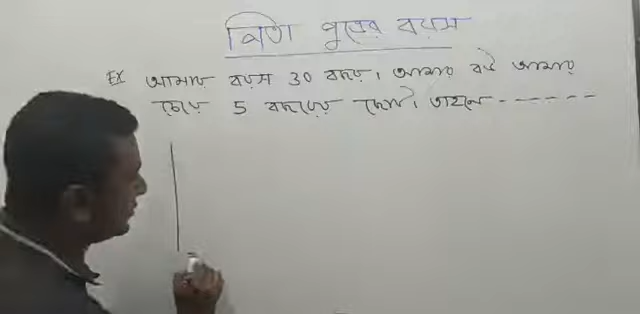 পিতা পুত্রের বয়স
Ex আমার বয়স 30 বছর। আমার বউ আমার
চেয়ে 5 বছরের ছোট। তাহলে - - - - - -